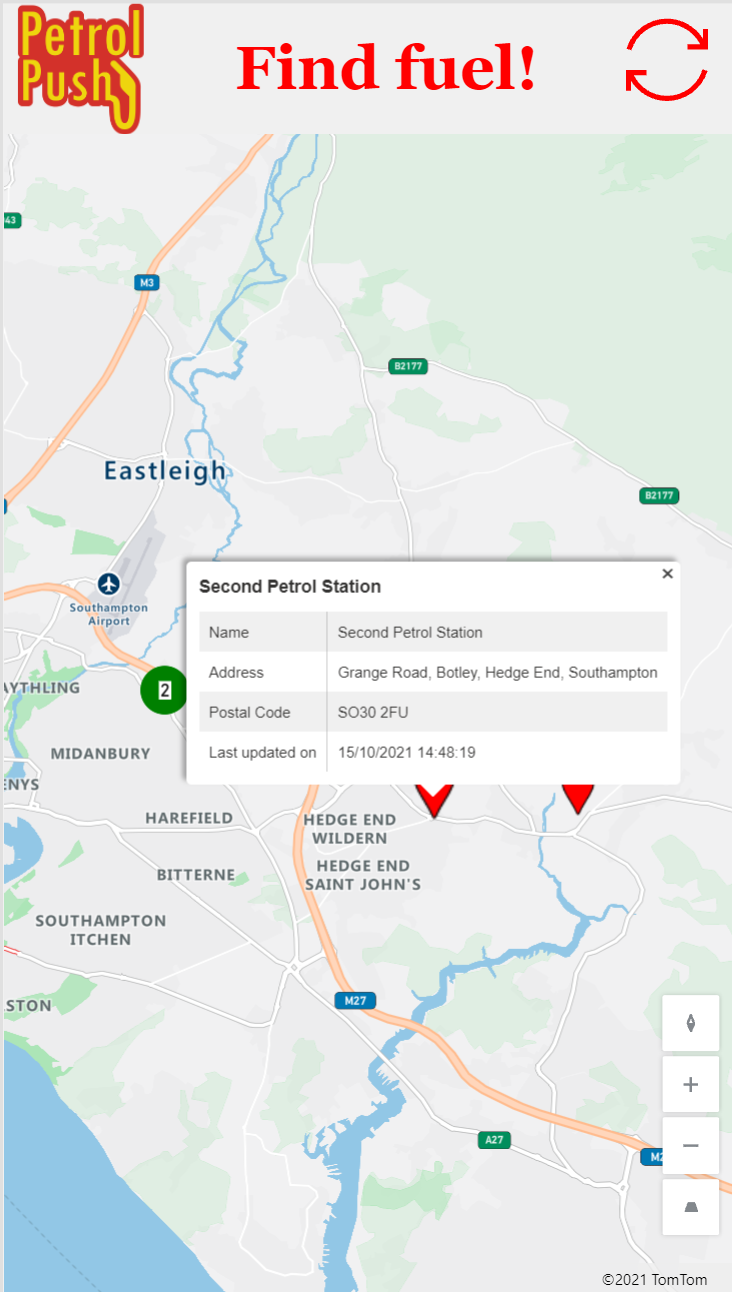 Petrol
Push
Find fuel!
43
M3
B2177
Eastleigh
B2177
Southampton
Airport
Second Petrol Station
×
Name
Second Petrol Station
Address
Grange Road, Botley, Hedge End, Southampton
Postal Code
SO30 2FU
Last updated on
15/10/2021 14:48:19
AYTHLING
2
MIDANBURY
ENYS
HAREFIELD
HEDGE END
WILDERN
BITTERNE
HEDGE END
SAINT JOHN'S
SOUTHAMPTON
ITCHEN
STON
M27
A27
M2
©2021 TomTom